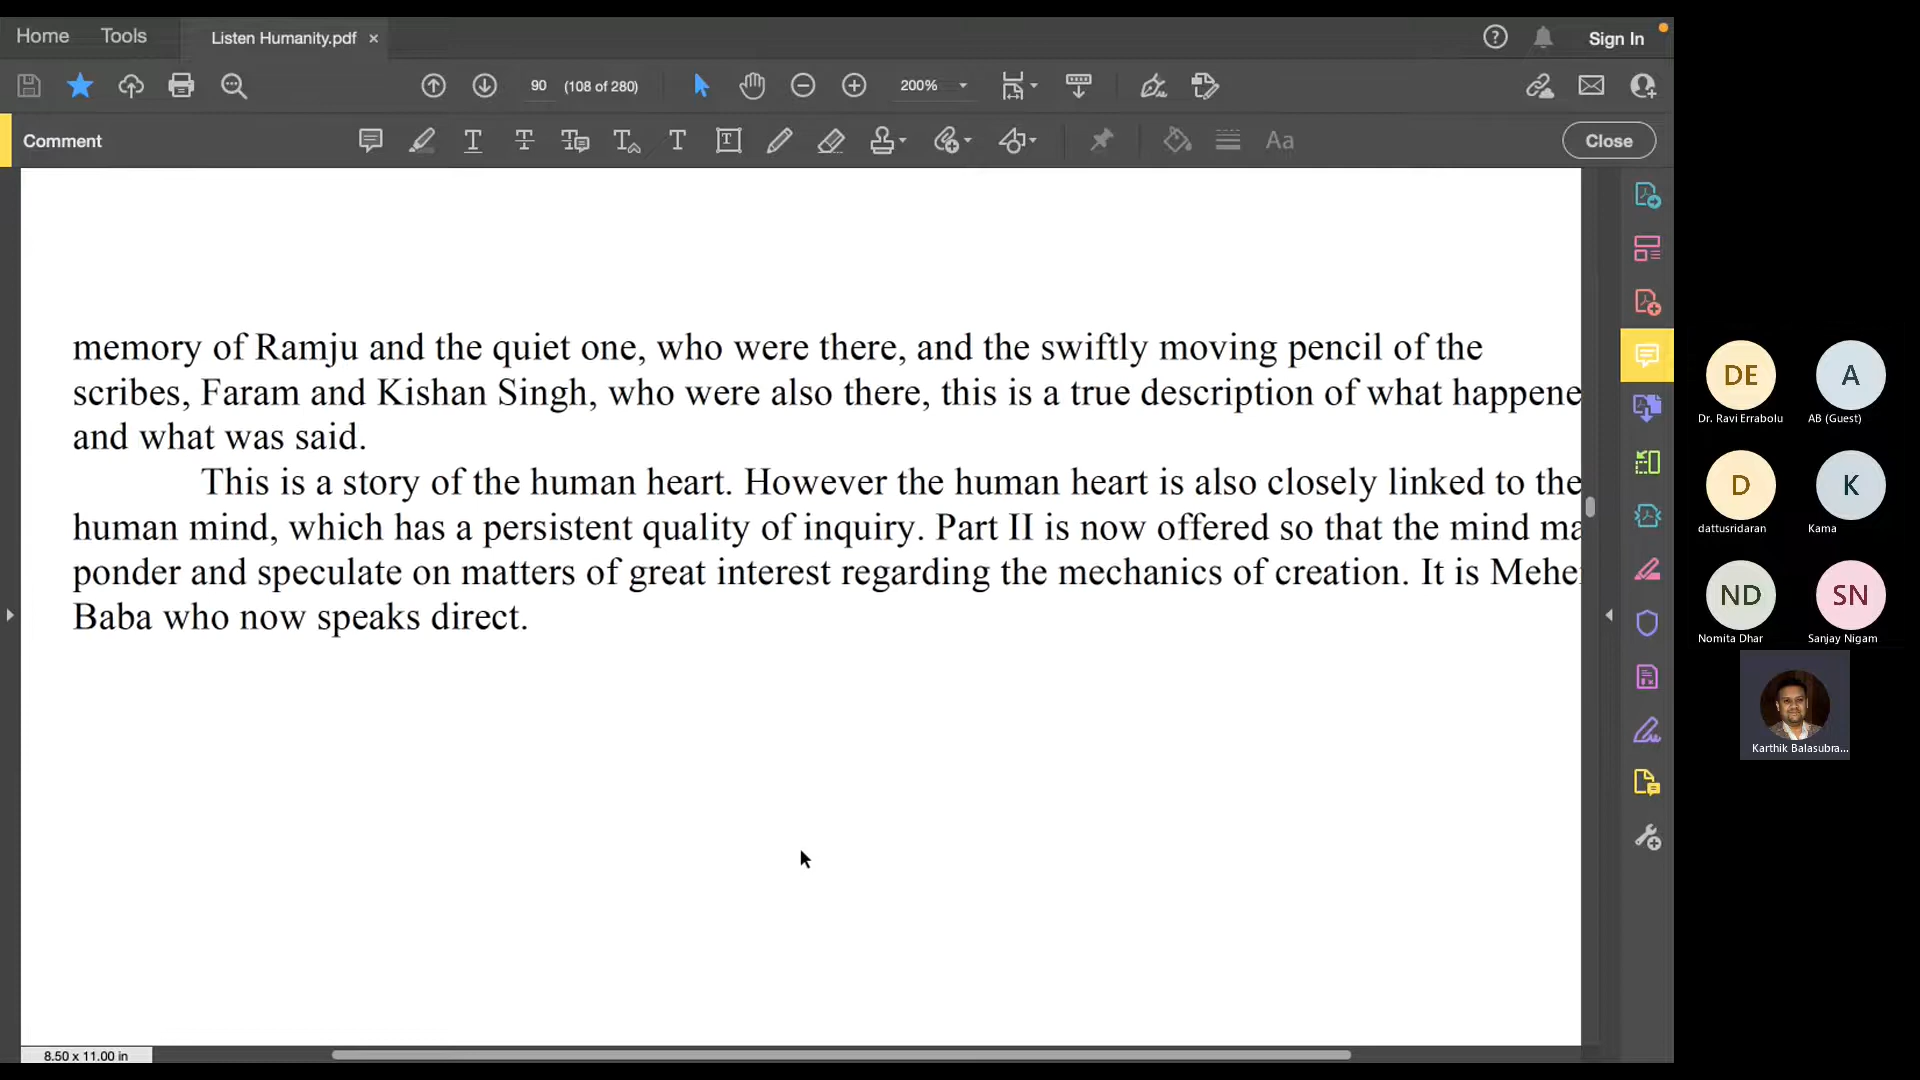 Home Tools Listen Humanity.pdf × Sign In
90 (108 of 280) 200%
Comment Close
memory of Ramju and the quiet one, who were there, and the swiftly moving pencil of the
scribes, Faram and Kishan Singh, who were also there, this is a true description of what happene
and what was said.
This is a story of the human heart. However the human heart is also closely linked to the
human mind, which has a persistent quality of inquiry. Part II is now offered so that the mind ma
ponder and speculate on matters of great interest regarding the mechanics of creation. It is Meher
Baba who now speaks direct.
8.50 x 11.00 in
DE A
Dr. Ravi Errabolu AB (Guest)
D K
dattusridaran Kama
ND SN
Nomita Dhar Sanjay Nigam
Karthik Balasubra...